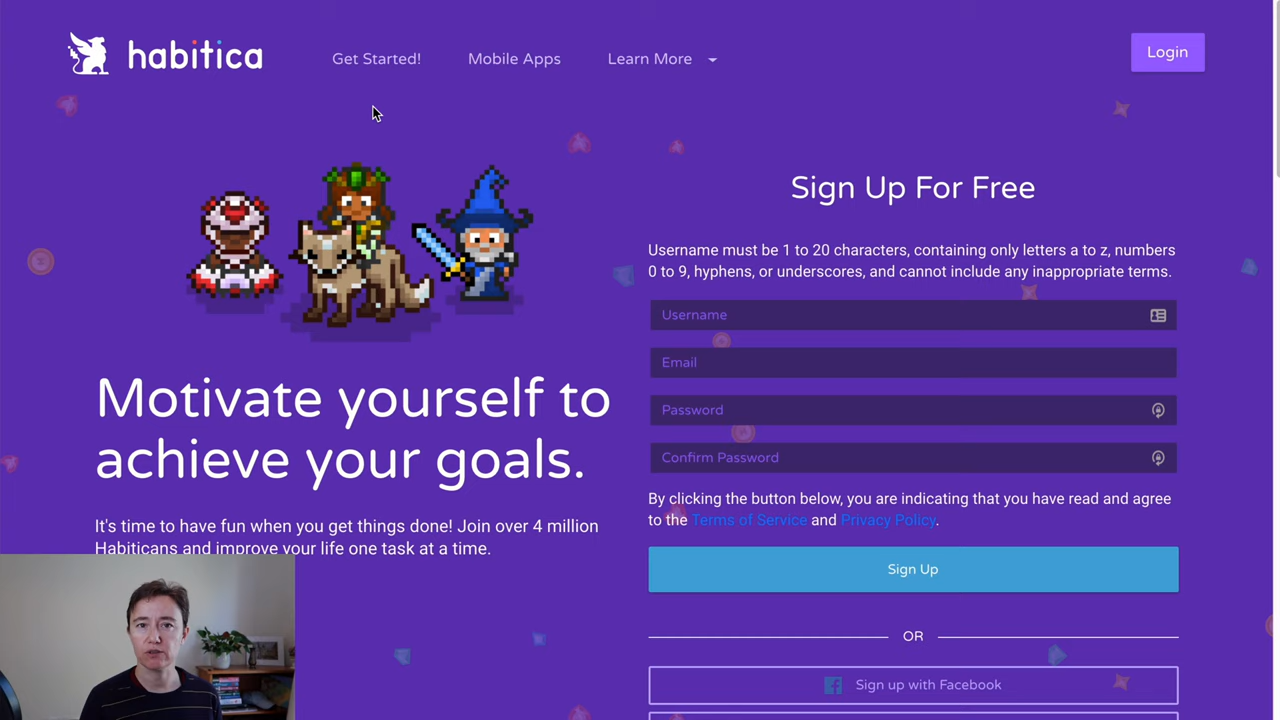 habitica
Get Started!
Mobile Apps
Learn More
Login
Sign Up For Free
Username must be 1 to 20 characters, containing only letters a to z, numbers
0 to 9, hyphens, or underscores, and cannot include any inappropriate terms.
Username
Email
Password
Confirm Password
By clicking the button below, you are indicating that you have read and agree
to the Terms of Service and Privacy Policy.
Sign Up
OR
Sign up with Facebook
Motivate yourself to
achieve your goals.
It's time to have fun when you get things done! Join over 4 million
Habiticans and improve your life one task at a time.